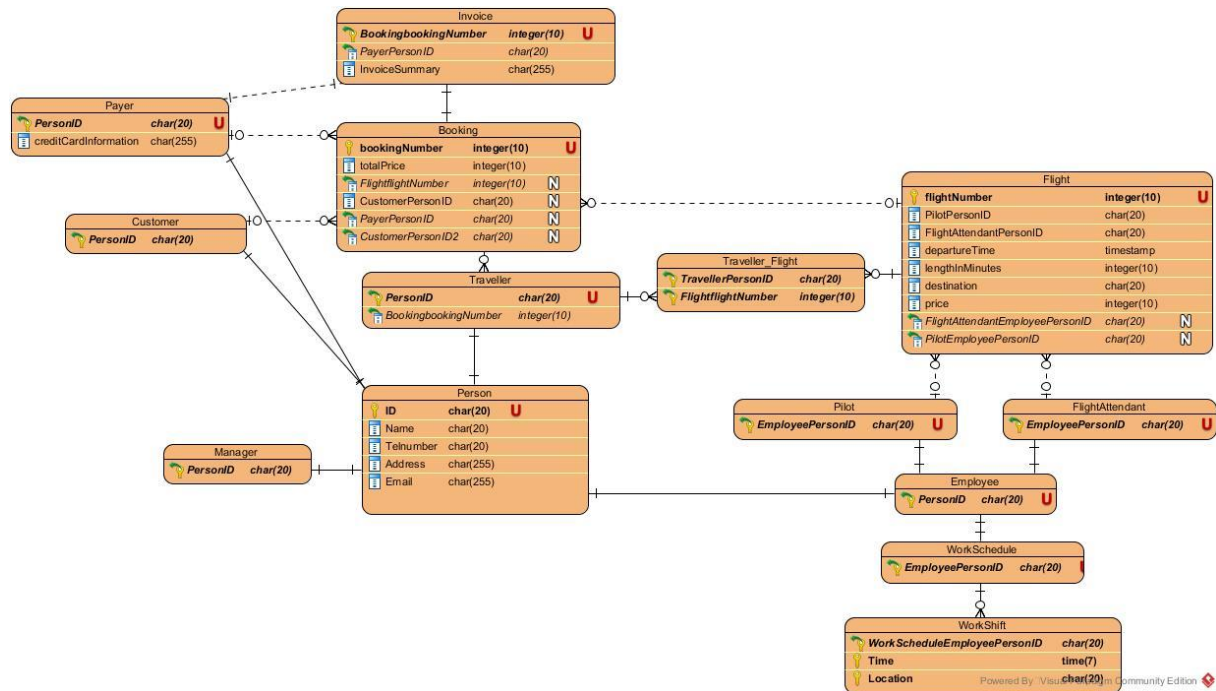 Invoice
BookingbookingNumber integer(10) U
PayerPersonID char(20)
InvoiceSummary char(255)
Payer
PersonID char(20) U
creditCardInformation char(255)
Booking
bookingNumber integer(10) U
totalPrice integer(10)
FlightflightNumber integer(10) N
CustomerPersonID char(20) N
PayerPersonID char(20) N
CustomerPersonID2 char(20) N
Flight
flightNumber integer(10) U
PilotPersonID char(20)
FlightAttendantPersonID char(20)
departureTime timestamp
lengthInMinutes integer(10)
destination char(20)
price integer(10)
FlightAttendantEmployeePersonID char(20) N
PilotEmployeePersonID char(20) N
Customer
PersonID char(20)
Traveller_Flight
TravellerPersonID char(20)
FlightflightNumber integer(10)
Traveller
PersonID char(20) U
BookingbookingNumber integer(10)
Person
ID char(20) U
Name char(20)
Telnumber char(20)
Address char(255)
Email char(255)
Pilot
EmployeePersonID char(20) U
FlightAttendant
EmployeePersonID char(20) U
Manager
PersonID char(20)
Employee
PersonID char(20) U
WorkSchedule
EmployeePersonID char(20)
WorkShift
WorkScheduleEmployeePersonID char(20)
Time time(7)
Location char(20)
Powered By Visual Paradigm Community Edition